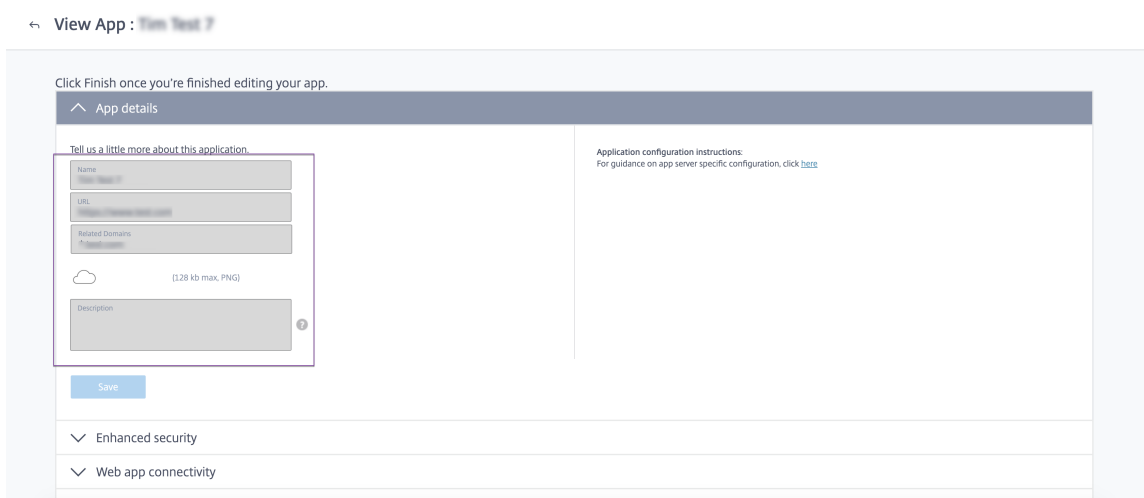 View App :
Click Finish once you're finished editing your app.
App details
Tell us a little more about this application.
Name
URL
Related Domains
(128 kb max, PNG)
Description
?
Save
Application configuration instructions:
For guidance on app server specific configuration, click here
Enhanced security
Web app connectivity